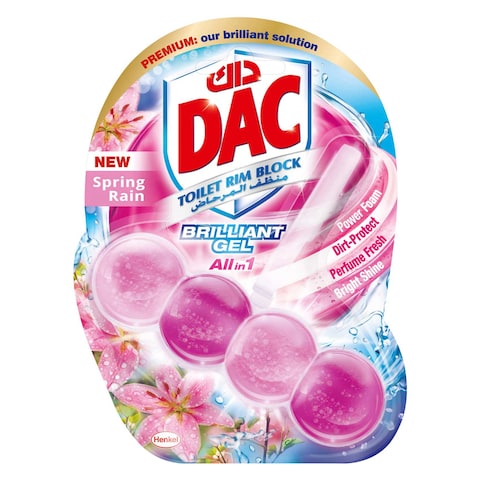 PREMIUM: our brilliant solution
داك
DAC
TOILET RIM BLOCK
منظف المرحاض
NEW
Spring
Rain
BRILLIANT
GEL
All in 1
Power Foam
Dirt-Protect
Perfume Fresh
Bright Shine
Henkel